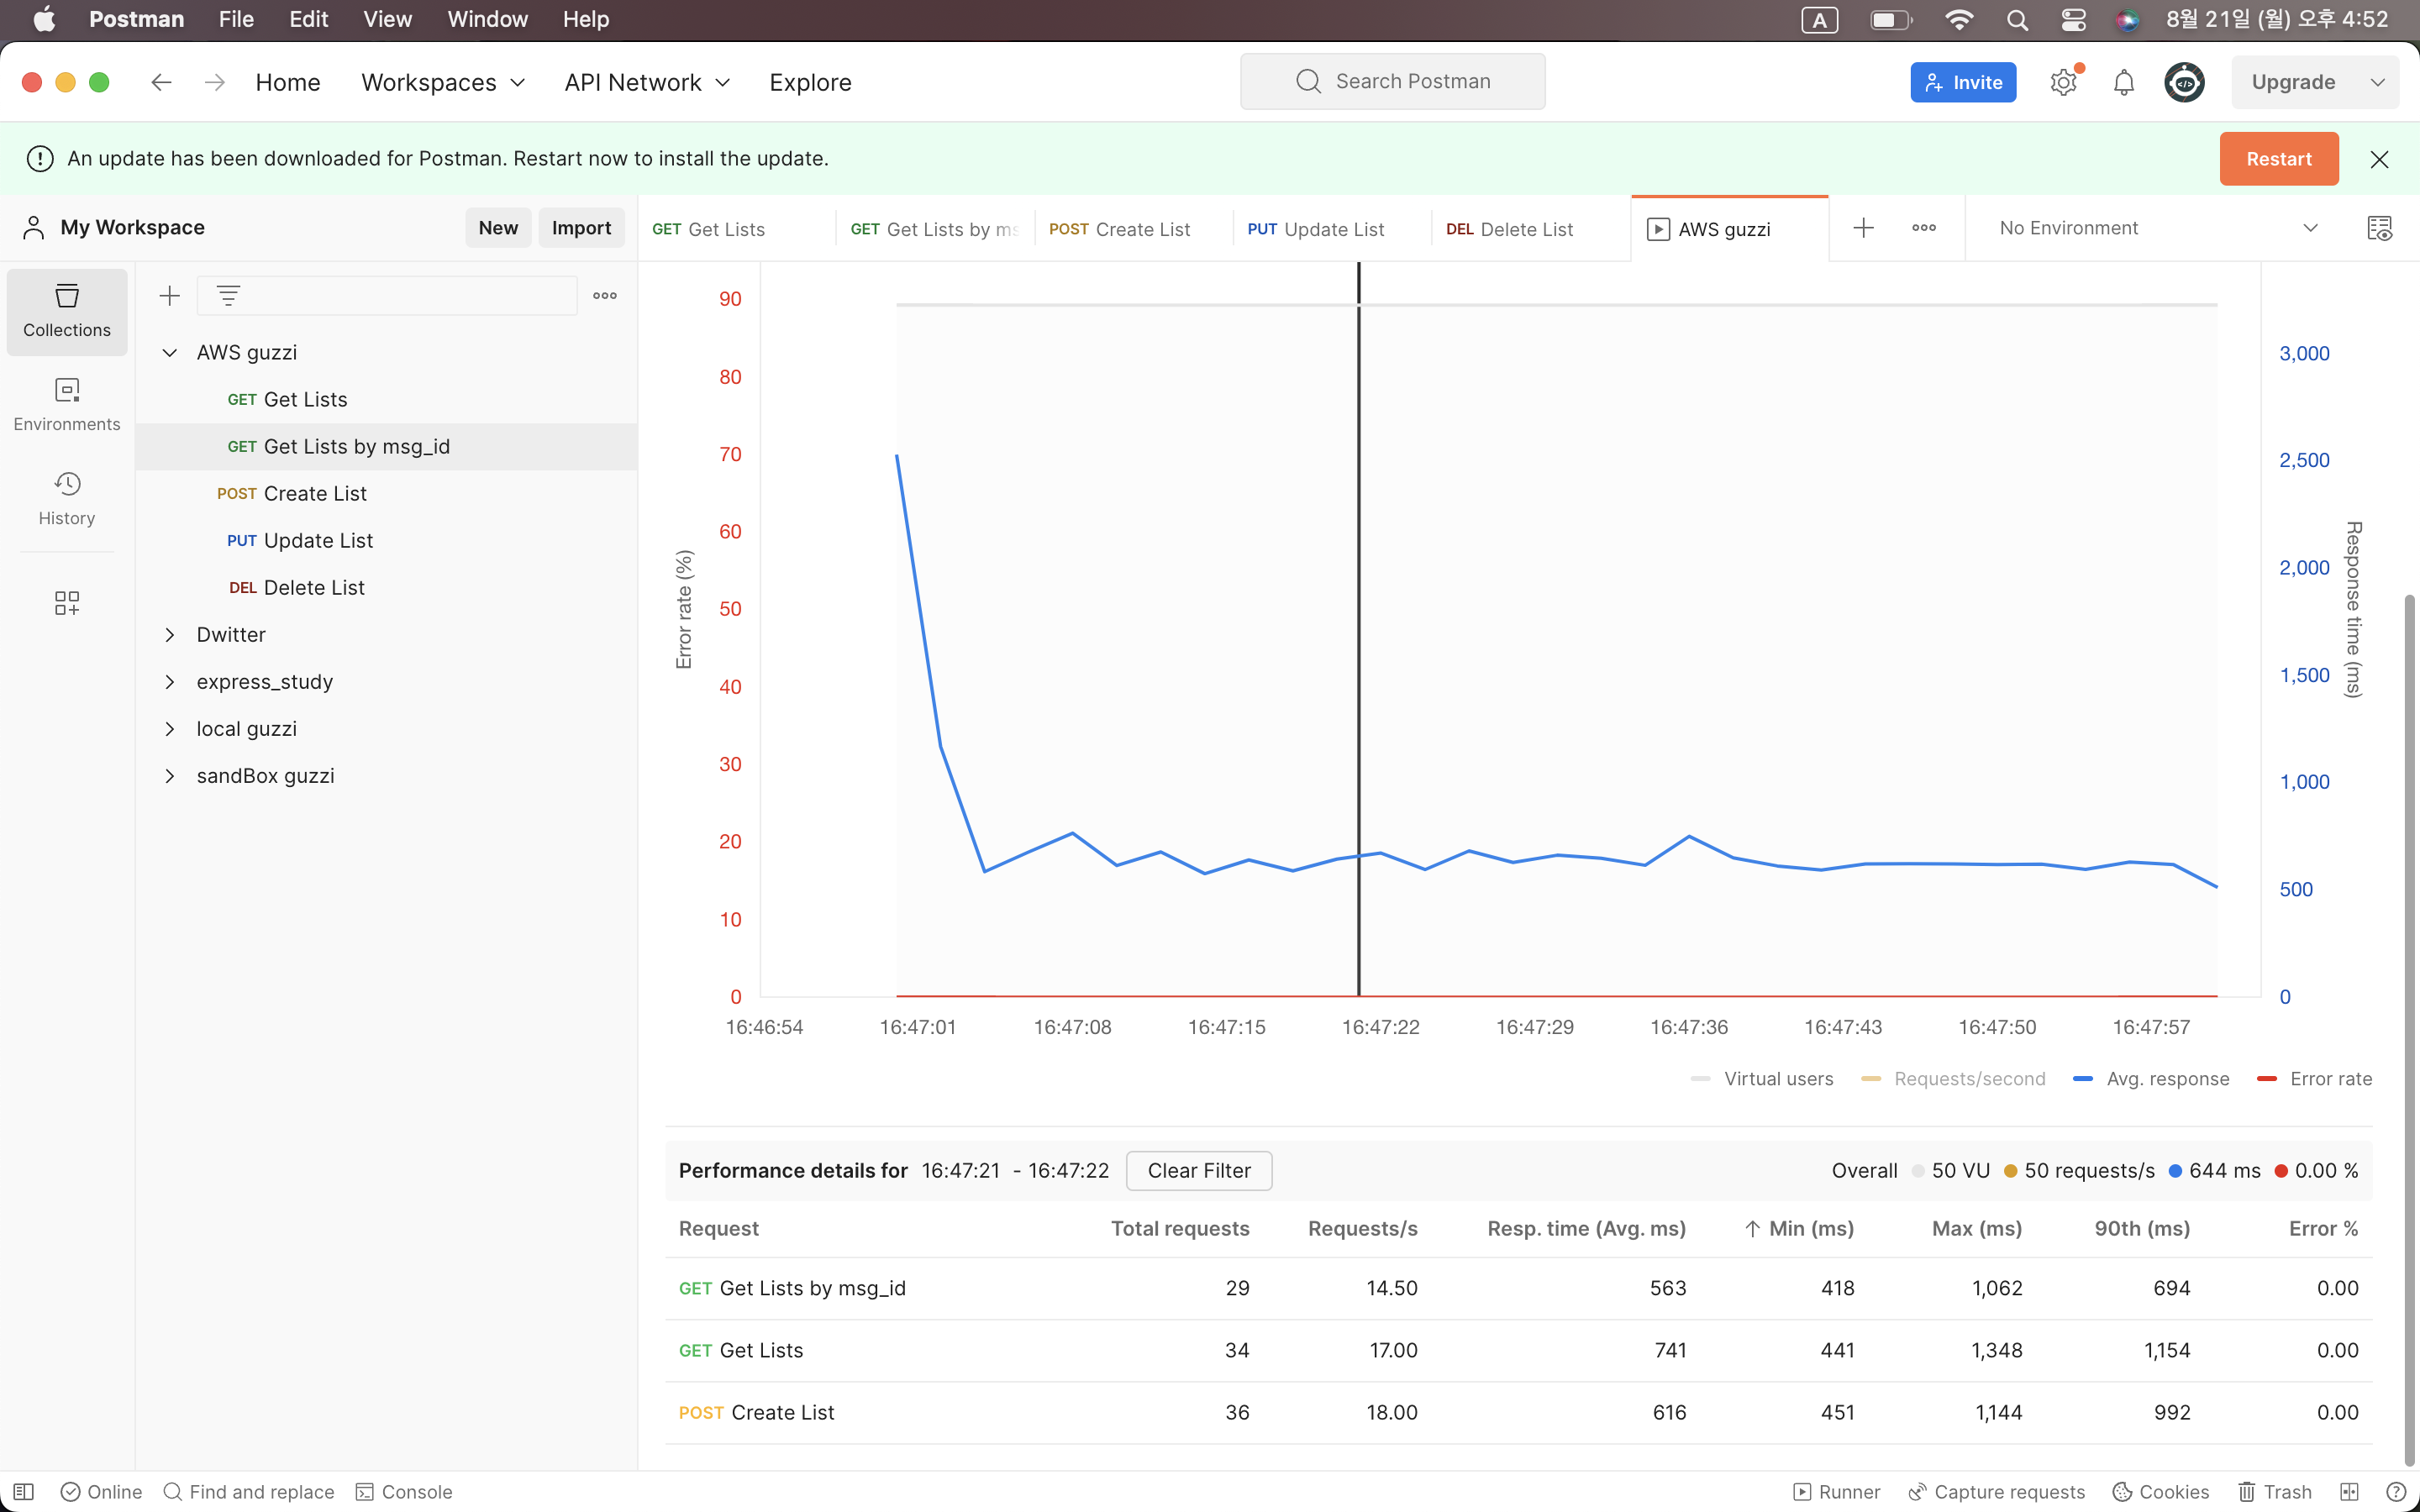 Postman File Edit View Window Help A 8월 21일 (월) 오후 4:52
Home Workspaces API Network Explore Search Postman Invite Upgrade
An update has been downloaded for Postman. Restart now to install the update. Restart
My Workspace New Import
GET Get Lists GET Get Lists by ms POST Create List PUT Update List DEL Delete List AWS guzzi No Environment
Collections
Environments
History
AWS guzzi
GET Get Lists
GET Get Lists by msg_id
POST Create List
PUT Update List
DEL Delete List
Dwitter
express_study
local guzzi
sandBox guzzi
Error rate (%)
90
80
70
60
50
40
30
20
10
0
3,000
2,500
2,000
1,500
1,000
500
0
Response time (ms)
16:46:54 16:47:01 16:47:08 16:47:15 16:47:22 16:47:29 16:47:36 16:47:43 16:47:50 16:47:57
Virtual users Requests/second Avg. response Error rate
Performance details for 16:47:21 - 16:47:22 Clear Filter Overall 50 VU 50 requests/s 644 ms 0.00 %
Request Total requests Requests/s Resp. time (Avg. ms) ↑ Min (ms) Max (ms) 90th (ms) Error %
GET Get Lists by msg_id 29 14.50 563 418 1,062 694 0.00
GET Get Lists 34 17.00 741 441 1,348 1,154 0.00
POST Create List 36 18.00 616 451 1,144 992 0.00
Online Find and replace Console Runner Capture requests Cookies Trash